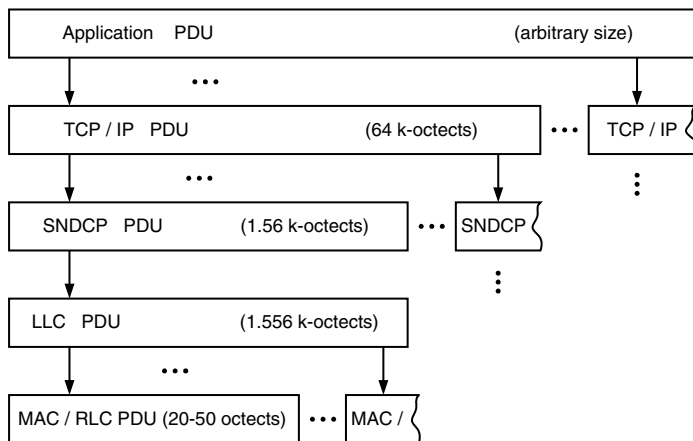 Application PDU (arbitrary size)
TCP / IP PDU (64 k-octects) TCP / IP
SNDCP PDU (1.56 k-octects) SNDCP
LLC PDU (1.556 k-octects)
MAC / RLC PDU (20-50 octects) MAC /